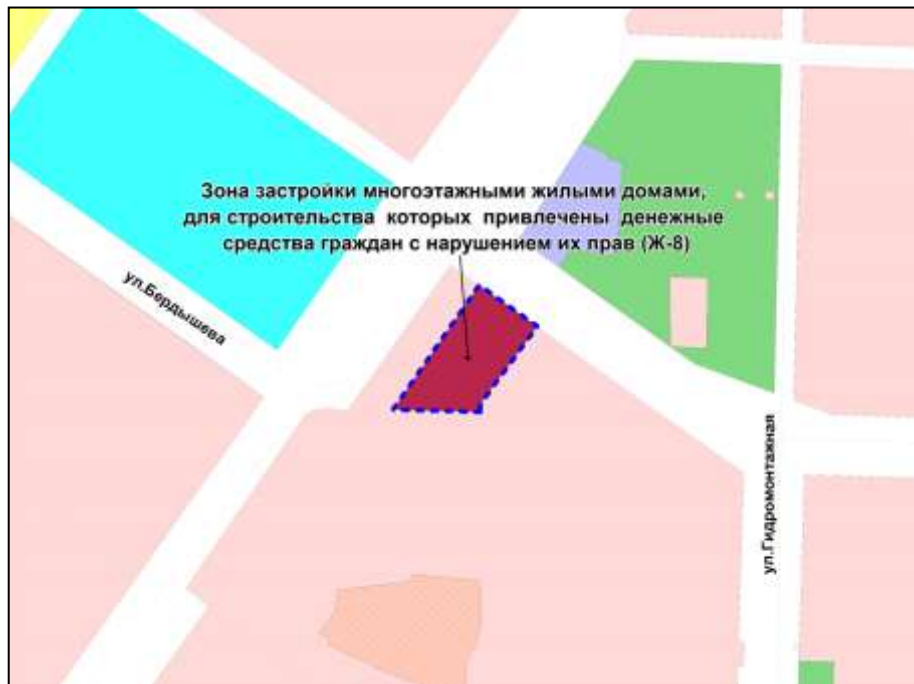 Зона застройки многоэтажными жилыми домами,
для строительства которых привлечены денежные
средства граждан с нарушением их прав (Ж-8)
ул.Бердышева
ул.Гидромонтажная